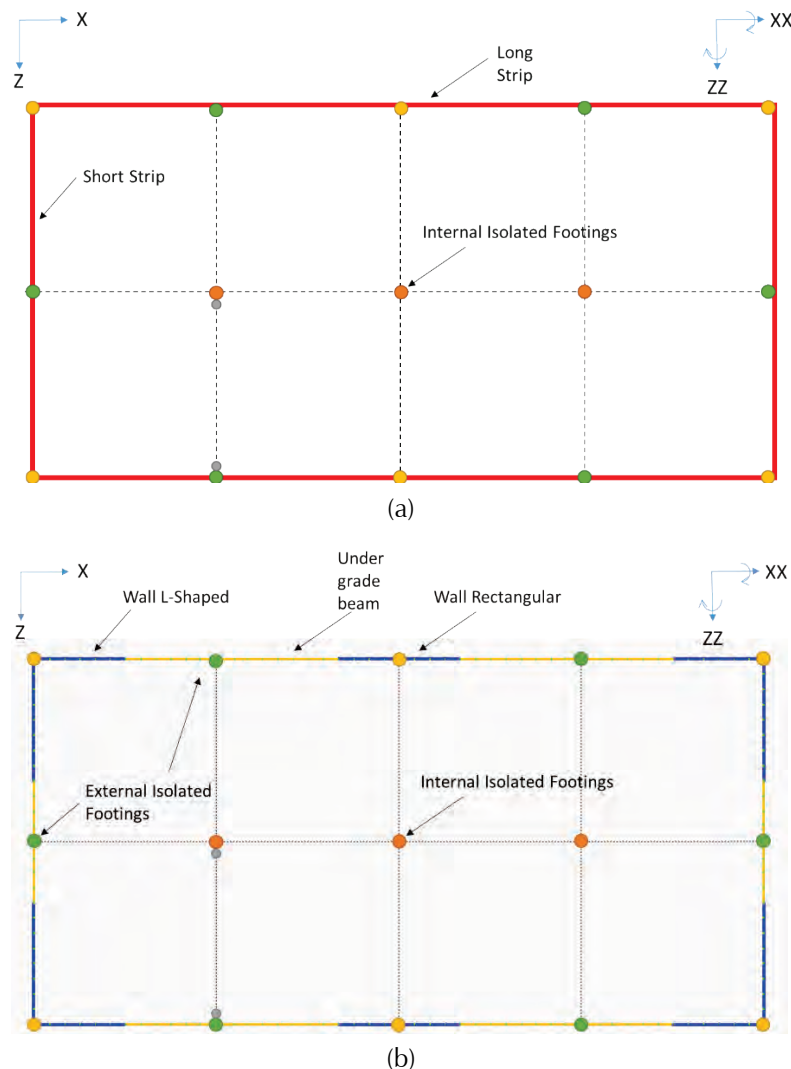 X
XX
Z
ZZ
Long
Strip
Short Strip
Internal Isolated Footings
(a)
X
XX
Z
ZZ
Under
grade
beam
Wall L-Shaped
Wall Rectangular
External Isolated
Footings
Internal Isolated Footings
(b)